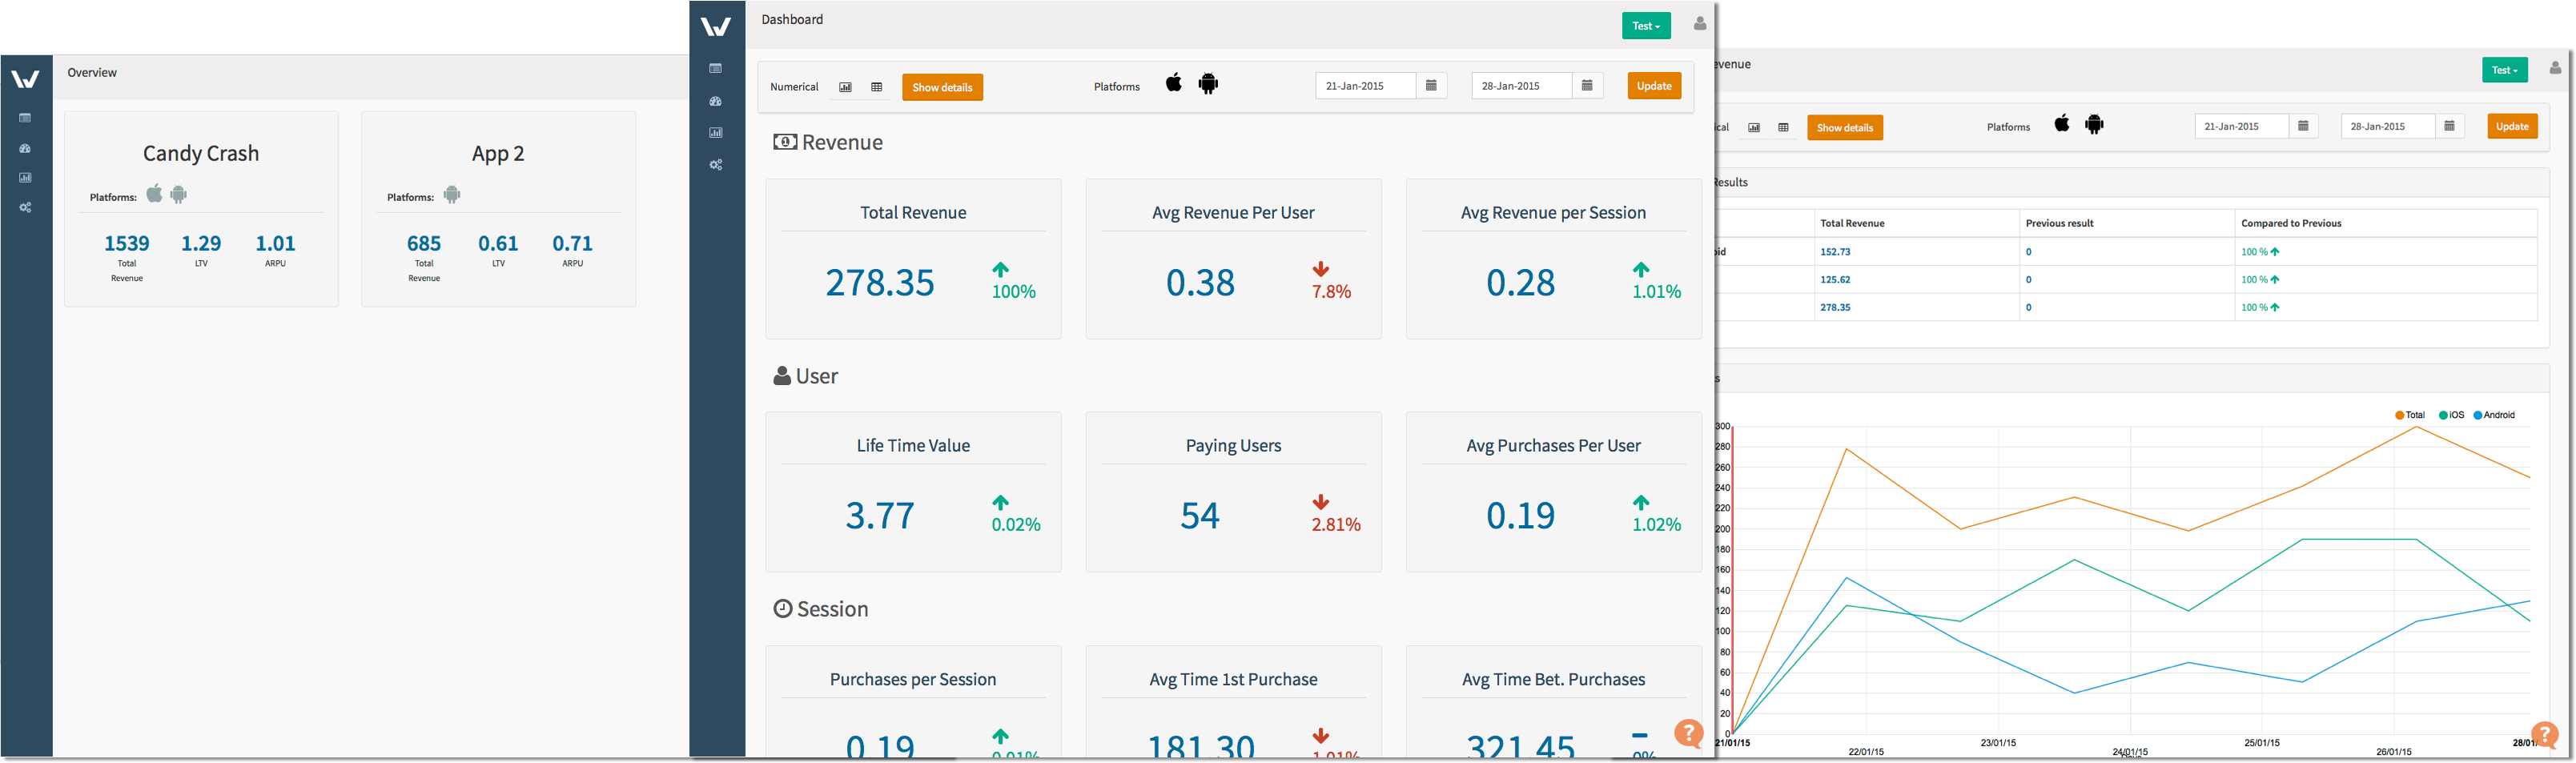 Overview
Candy Crash
Platforms:
1539 1.29 1.01
Total Revenue LTV ARPU
App 2
Platforms:
685 0.61 0.71
Total Revenue LTV ARPU
Dashboard
Test
Numerical Show details Platforms 21-Jan-2015 28-Jan-2015 Update
Revenue
Total Revenue
278.35 100%
Avg Revenue Per User
0.38 7.8%
Avg Revenue per Session
0.28 1.01%
User
Life Time Value
3.77 0.02%
Paying Users
54 2.81%
Avg Purchases Per User
0.19 1.02%
Session
Purchases per Session
0.19 0.01%
Avg Time 1st Purchase
181.30 1.01%
Avg Time Bet. Purchases
321.45 0%
?
evenue
Test
ical Show details Platforms 21-Jan-2015 28-Jan-2015 Update
Results
Total Revenue Previous result Compared to Previous
oid 152.73 0 100 %
125.62 0 100 %
278.35 0 100 %
s
Total iOS Android
300
280
260
240
220
200
180
160
140
120
100
80
60
40
20
0
21/01/15 22/01/15 23/01/15 24/01/15 25/01/15 26/01/15 28/01/
Days
?